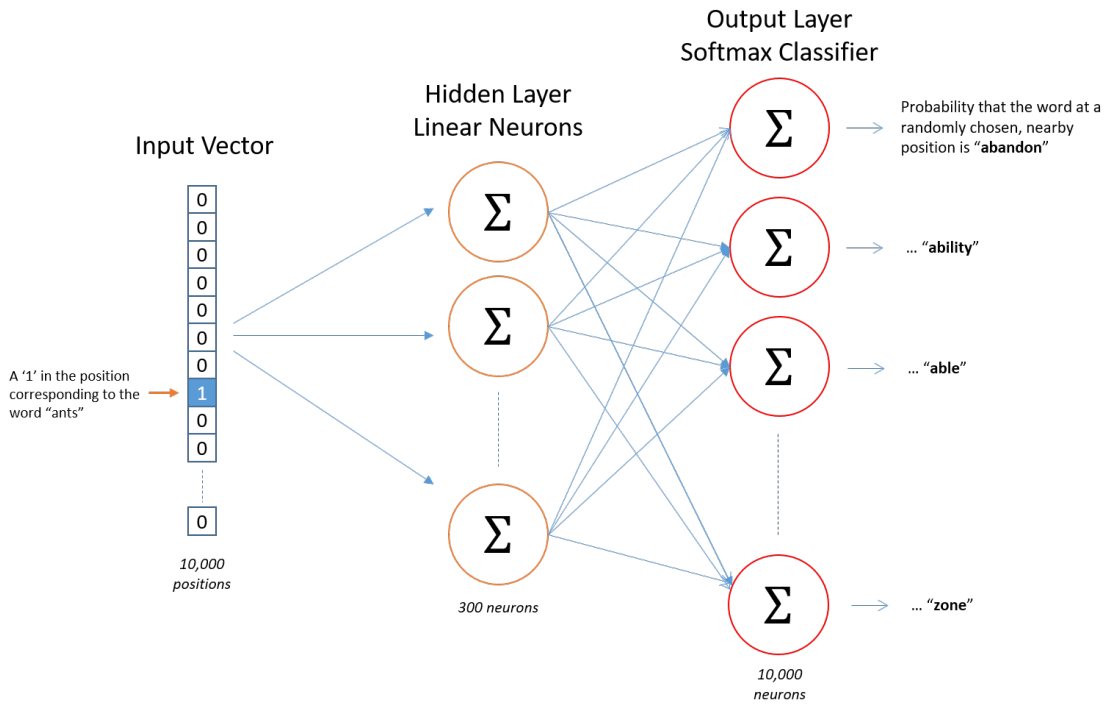 Output Layer
Softmax Classifier
Hidden Layer
Linear Neurons
Input Vector
0
0
0
0
0
0
0
1
0
0
0
A ‘1’ in the position
corresponding to the
word “ants”
10,000
positions
Σ
Σ
Σ
300 neurons
Σ
Σ
Σ
Σ
10,000
neurons
Probability that the word at a
randomly chosen, nearby
position is “abandon”
… “ability”
… “able”
… “zone”